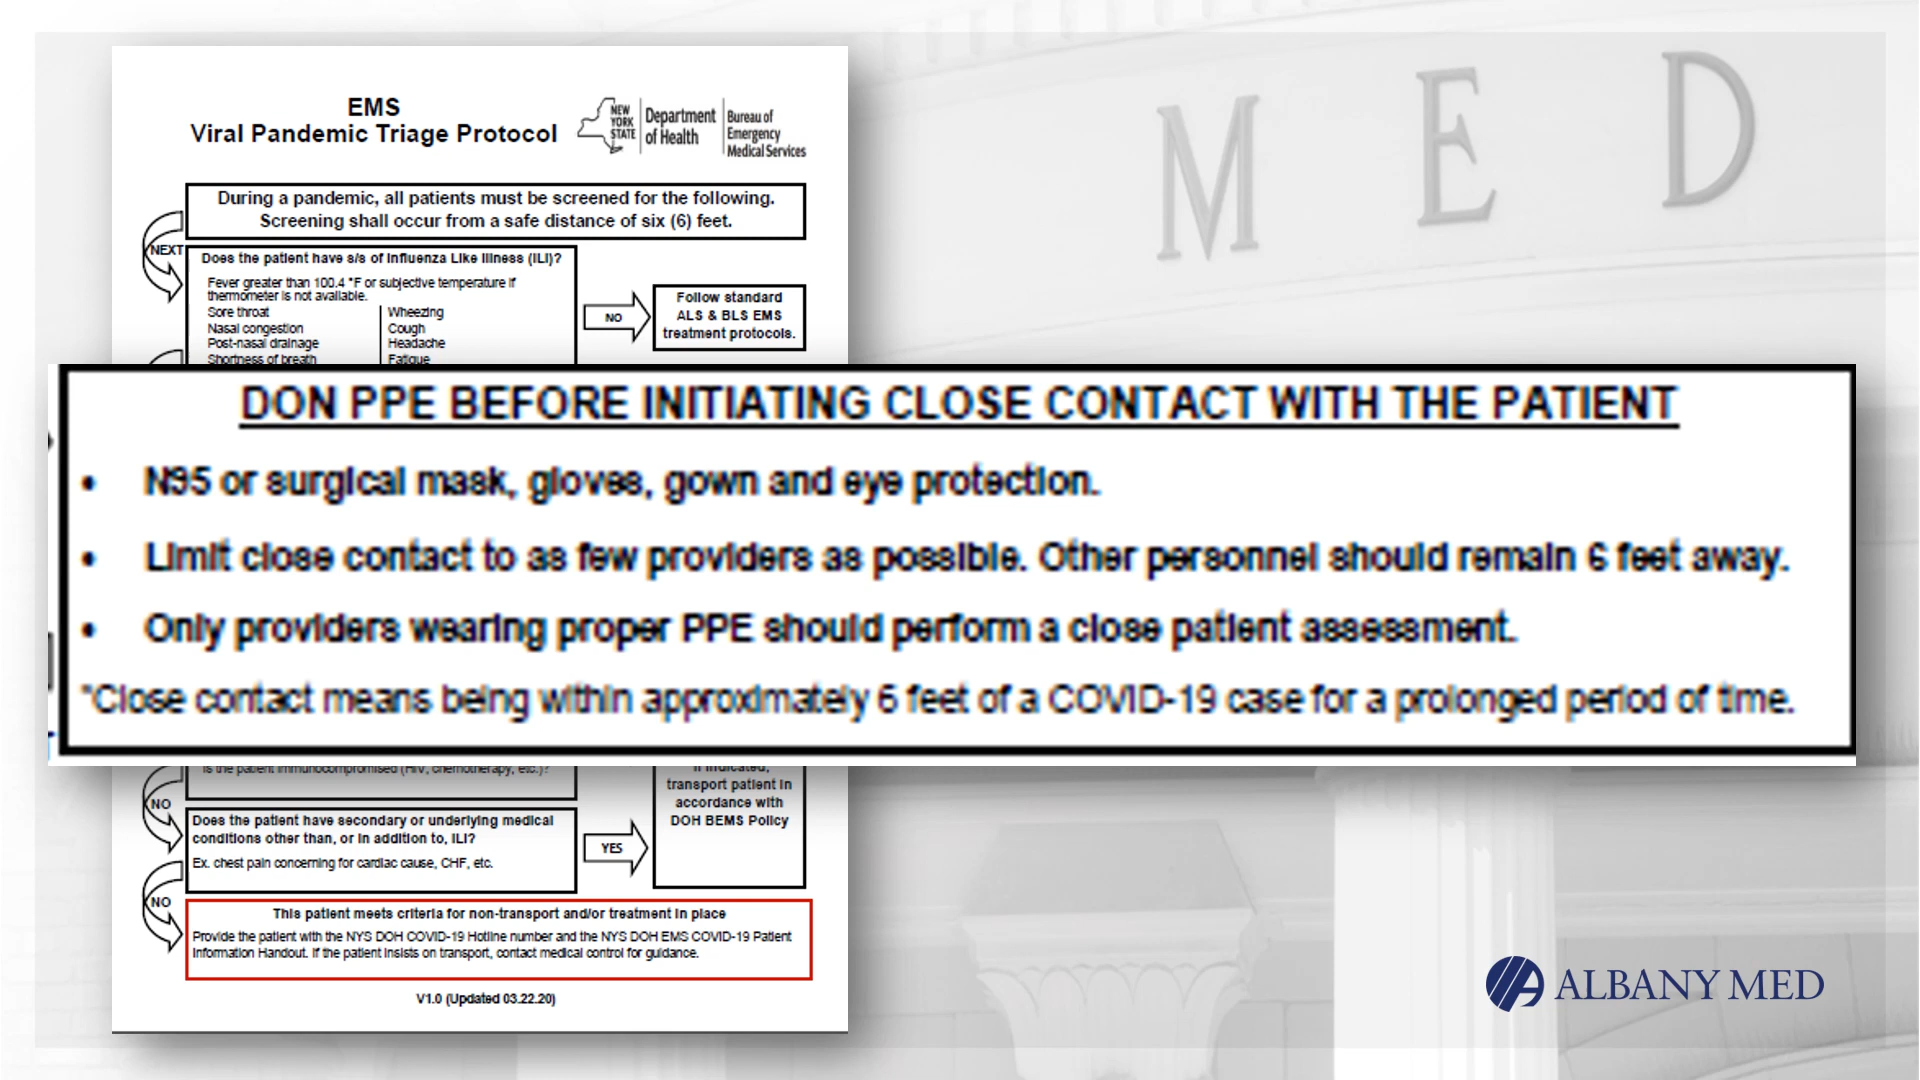 M E D
EMS
Viral Pandemic Triage Protocol
NEW
YORK
STATE
Department
of Health
Bureau of
Emergency
Medical Services
During a pandemic, all patients must be screened for the following.
Screening shall occur from a safe distance of six (6) feet.
NEXT
Does the patient have s/s of Influenza Like Illness (ILI)?
Fever greater than 100.4 °F or subjective temperature if
thermometer is not available.
Sore throat
Nasal congestion
Post-nasal drainage
Shortness of breath
Wheezing
Cough
Headache
Fatigue
NO
Follow standard
ALS & BLS EMS
treatment protocols.
DON PPE BEFORE INITIATING CLOSE CONTACT WITH THE PATIENT
• N95 or surgical mask, gloves, gown and eye protection.
• Limit close contact to as few providers as possible. Other personnel should remain 6 feet away.
• Only providers wearing proper PPE should perform a close patient assessment.
*Close contact means being within approximately 6 feet of a COVID-19 case for a prolonged period of time.
Is the patient immunocompromised (HIV, chemotherapy, etc.)?
If indicated,
transport patient in
accordance with
DOH BEMS Policy
NO
Does the patient have secondary or underlying medical
conditions other than, or in addition to, ILI?
Ex. chest pain concerning for cardiac cause, CHF, etc.
YES
NO
This patient meets criteria for non-transport and/or treatment in place
Provide the patient with the NYS DOH COVID-19 Hotline number and the NYS DOH EMS COVID-19 Patient
Information Handout. If the patient insists on transport, contact medical control for guidance.
V1.0 (Updated 03.22.20)
ALBANY MED